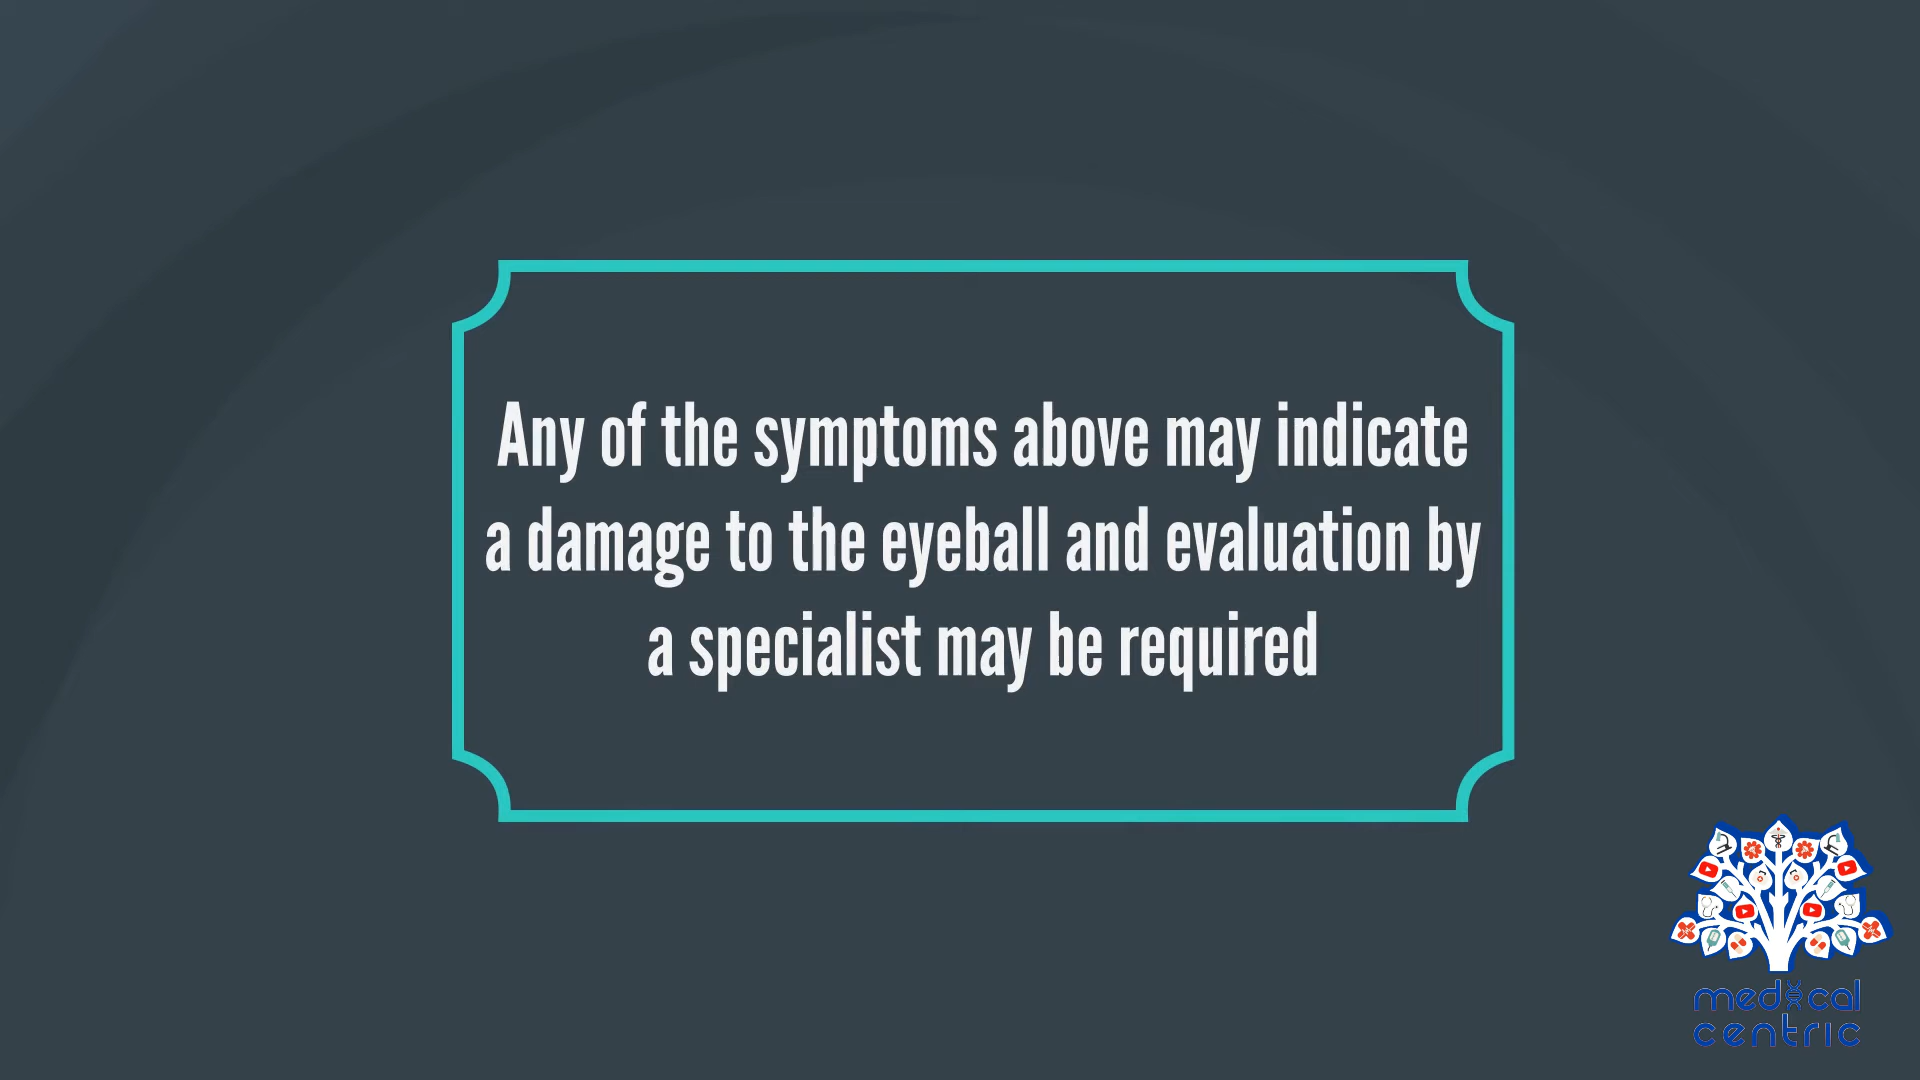 Any of the symptoms above may indicate
a damage to the eyeball and evaluation by
a specialist may be required
medical
centric